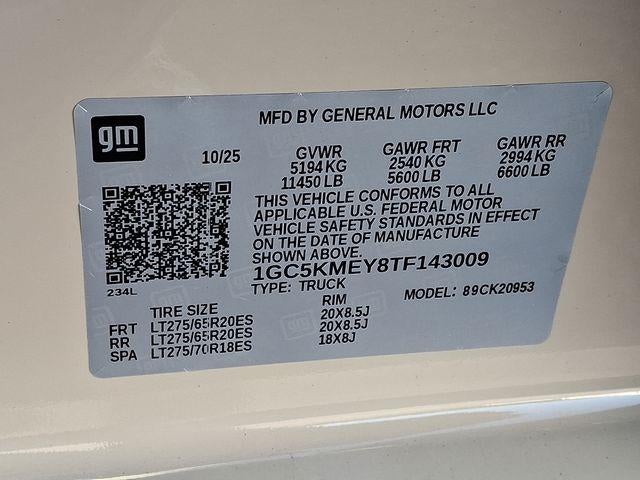 MFD BY GENERAL MOTORS LLC
gm
10/25 GVWR GAWR FRT GAWR RR
5194 KG 2540 KG 2994 KG
11450 LB 5600 LB 6600 LB
THIS VEHICLE CONFORMS TO ALL
APPLICABLE U.S. FEDERAL MOTOR
VEHICLE SAFETY STANDARDS IN EFFECT
ON THE DATE OF MANUFACTURE
SHOWN ABOVE.
1GC5KMEY8TF143009
234L
TYPE: TRUCK MODEL: 89CK20953
TIRE SIZE RIM
FRT LT275/65R20ES 20X8.5J
RR LT275/65R20ES 20X8.5J
SPA LT275/70R18ES 18X8J